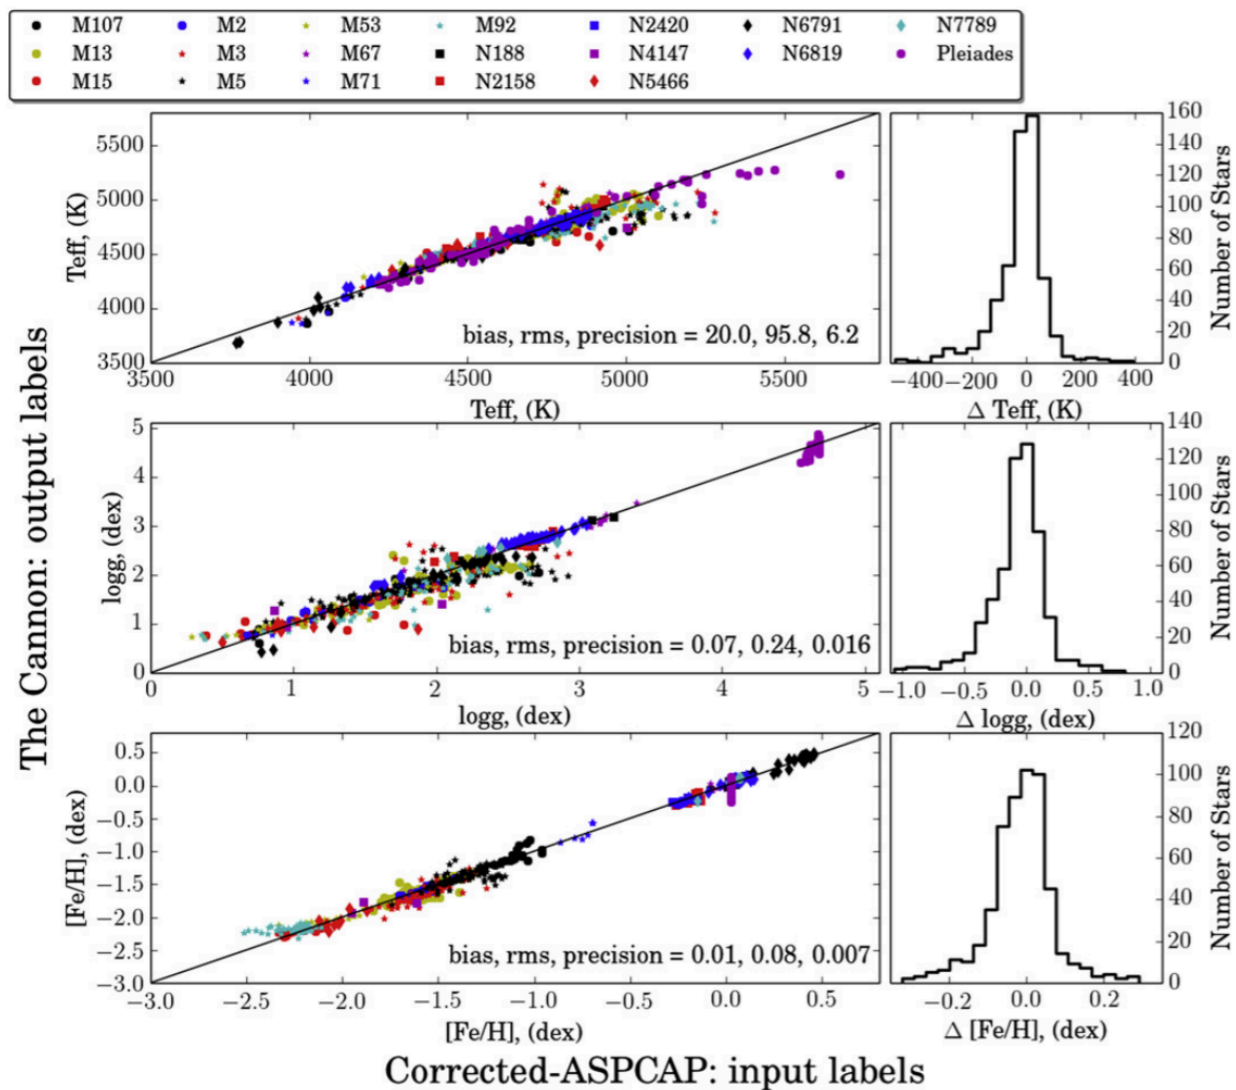 M107 M2 M53 M92 N2420 N6791 N7789
M13 M3 M67 N188 N4147 N6819 Pleiades
M15 M5 M71 N2158 N5466
The Cannon: output labels
Teff, (K)
5500
5000
4500
4000
3500
bias, rms, precision = 20.0, 95.8, 6.2
3500 4000 4500 5000 5500
Teff, (K)
160
140
120
100
80
60
40
20
0
Number of Stars
−400 −200 0 200 400
Δ Teff, (K)
logg, (dex)
5
4
3
2
1
0
bias, rms, precision = 0.07, 0.24, 0.016
0 1 2 3 4 5
logg, (dex)
140
120
100
80
60
40
20
0
Number of Stars
−1.0 −0.5 0.0 0.5 1.0
Δ logg, (dex)
[Fe/H], (dex)
0.5
0.0
−0.5
−1.0
−1.5
−2.0
−2.5
−3.0
bias, rms, precision = 0.01, 0.08, 0.007
−3.0 −2.5 −2.0 −1.5 −1.0 −0.5 0.0 0.5
[Fe/H], (dex)
120
100
80
60
40
20
0
Number of Stars
−0.2 0.0 0.2
Δ [Fe/H], (dex)
Corrected-ASPCAP: input labels